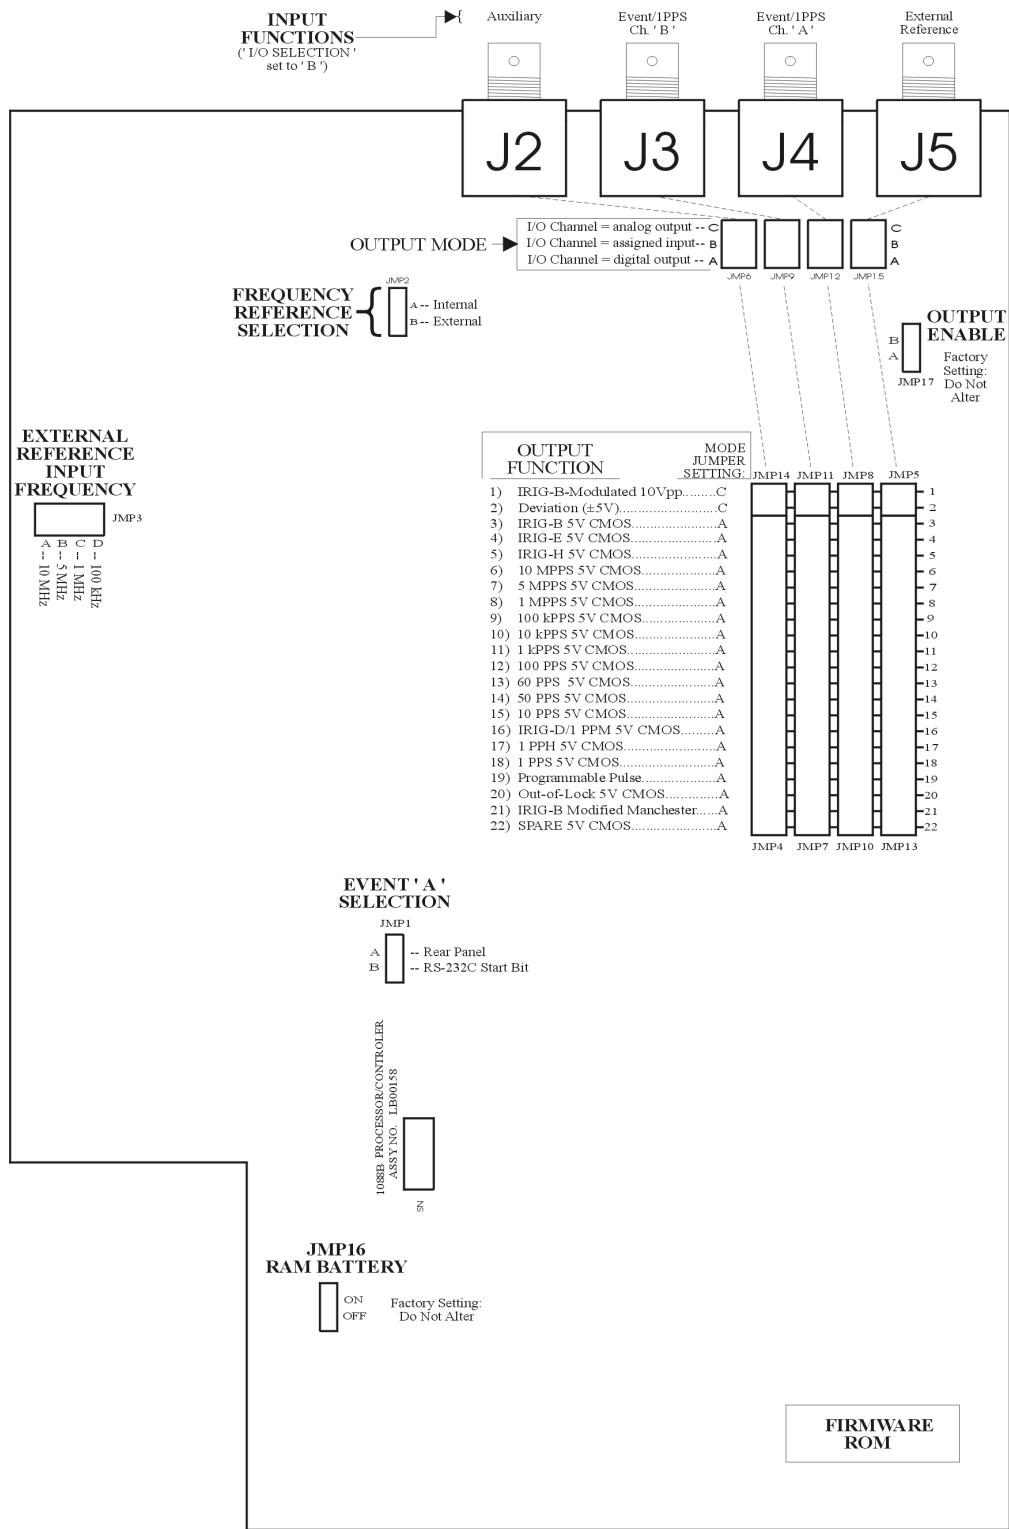 INPUT
FUNCTIONS
(' I/O SELECTION '
set to ' B ')
Auxiliary
Event/1PPS
Ch. ' B '
Event/1PPS
Ch. ' A '
External
Reference
J2
J3
J4
J5
OUTPUT MODE
I/O Channel = analog output -- C
I/O Channel = assigned input-- B
I/O Channel = digital output -- A
C
B
A
JMP6
JMP9
JMP12
JMP15
FREQUENCY
REFERENCE
SELECTION
JMP2
A -- Internal
B -- External
OUTPUT
ENABLE
B
A
JMP17
Factory
Setting:
Do Not
Alter
EXTERNAL
REFERENCE
INPUT
FREQUENCY
JMP3
A -- 10 MHz
B -- 5 MHz
C -- 1 MHz
D -- 100 kHz
OUTPUT
FUNCTION
MODE
JUMPER
SETTING:
JMP14
JMP11
JMP8
JMP5
1) IRIG-B-Modulated 10Vpp.........C
2) Deviation (±5V)............................C
3) IRIG-B 5V CMOS.........................A
4) IRIG-E 5V CMOS.........................A
5) IRIG-H 5V CMOS.........................A
6) 10 MPPS 5V CMOS......................A
7) 5 MPPS 5V CMOS........................A
8) 1 MPPS 5V CMOS........................A
9) 100 kPPS 5V CMOS.....................A
10) 10 kPPS 5V CMOS.......................A
11) 1 kPPS 5V CMOS.........................A
12) 100 PPS 5V CMOS.......................A
13) 60 PPS 5V CMOS........................A
14) 50 PPS 5V CMOS.........................A
15) 10 PPS 5V CMOS.........................A
16) IRIG-D/1 PPM 5V CMOS.........A
17) 1 PPH 5V CMOS..........................A
18) 1 PPS 5V CMOS...........................A
19) Programmable Pulse.....................A
20) Out-of-Lock 5V CMOS...............A
21) IRIG-B Modified Manchester......A
22) SPARE 5V CMOS........................A
1
2
3
4
5
6
7
8
9
10
11
12
13
14
15
16
17
18
19
20
21
22
JMP4
JMP7
JMP10
JMP13
EVENT ' A '
SELECTION
JMP1
A -- Rear Panel
B -- RS-232C Start Bit
1088B PROCESSOR/CONTROLER
ASSY NO. LB00158
SN
JMP16
RAM BATTERY
ON
OFF
Factory Setting:
Do Not Alter
FIRMWARE
ROM